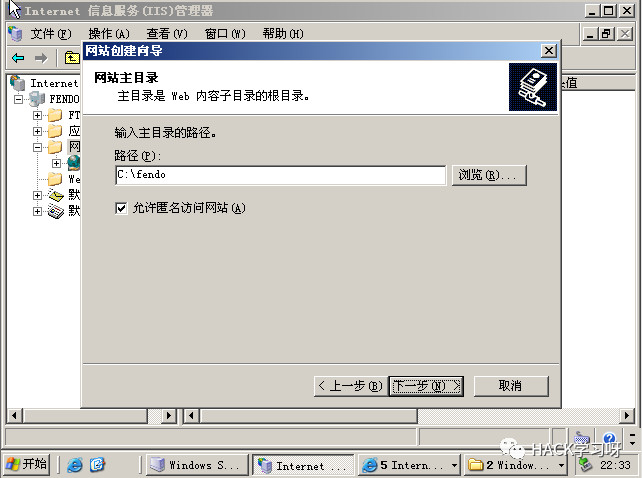 Internet 信息服务(IIS)管理器
文件(F) 操作(A) 查看(V) 窗口(W) 帮助(H)
网站创建向导
网站主目录
主目录是 Web 内容子目录的根目录。
Internet
FENDO
FT
应
网
We
默
默
值
输入主目录的路径。
路径(P):
C:\fendo
浏览(R)...
允许匿名访问网站(A)
< 上一步(B)
下一步(N) >
取消
HACK学习呀
开始
Windows S...
Internet ...
5 Intern...
2 Window...
22:33